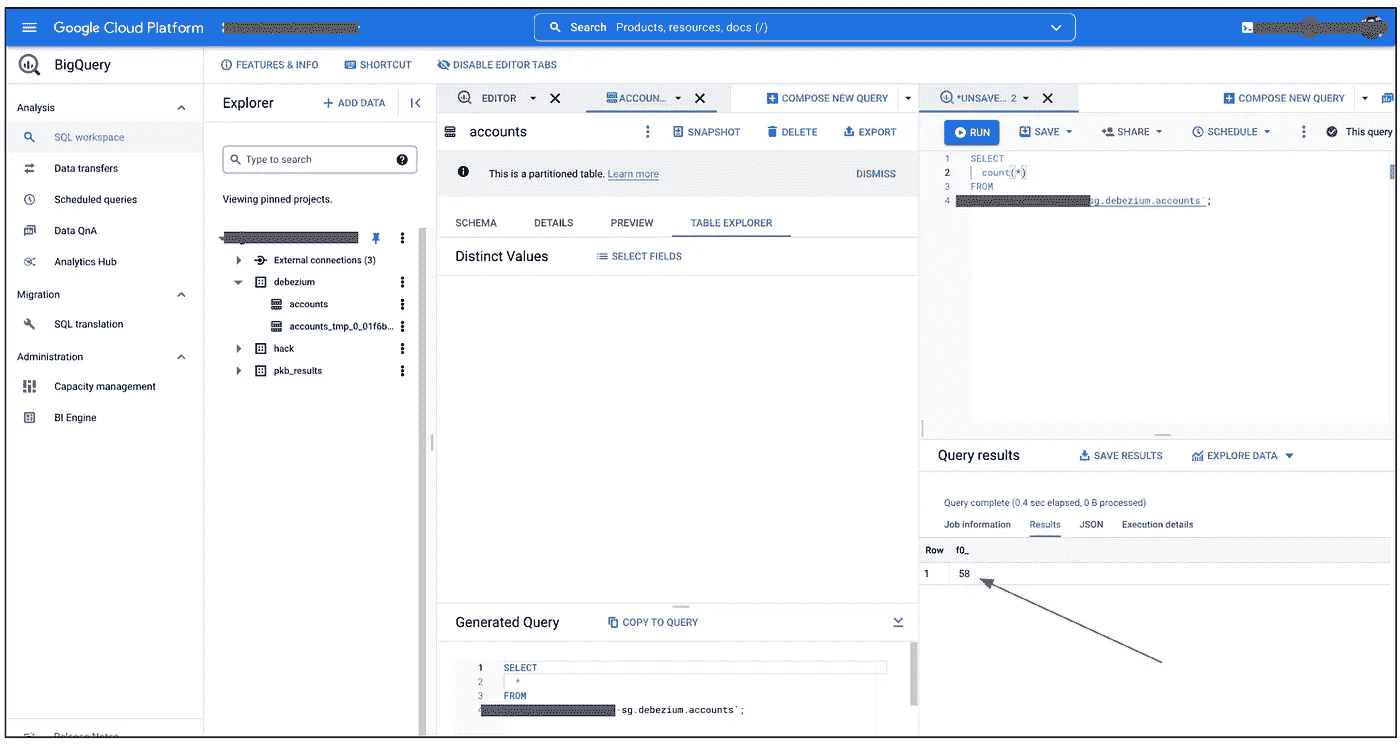 Google Cloud Platform
Search Products, resources, docs (/)
BigQuery
FEATURES & INFO
SHORTCUT
DISABLE EDITOR TABS
Analysis
SQL workspace
Data transfers
Scheduled queries
Data QnA
Analytics Hub
Migration
SQL translation
Administration
Capacity management
BI Engine
Release Notes
Explorer
+ ADD DATA
Type to search
Viewing pinned projects.
External connections (3)
debezium
accounts
accounts_tmp_0_01f6b...
hack
pkb_results
EDITOR
ACCOUN...
COMPOSE NEW QUERY
accounts
SNAPSHOT
DELETE
EXPORT
This is a partitioned table. Learn more
DISMISS
SCHEMA
DETAILS
PREVIEW
TABLE EXPLORER
Distinct Values
SELECT FIELDS
Generated Query
COPY TO QUERY
1 SELECT
2 *
3 FROM
4 -sg.debezium.accounts`;
*UNSAVE... 2
COMPOSE NEW QUERY
RUN
SAVE
SHARE
SCHEDULE
This query
1 SELECT
2 count(*)
3 FROM
4 sg.debezium.accounts`;
Query results
SAVE RESULTS
EXPLORE DATA
Query complete (0.4 sec elapsed, 0 B processed)
Job information
Results
JSON
Execution details
Row f0_
1 58